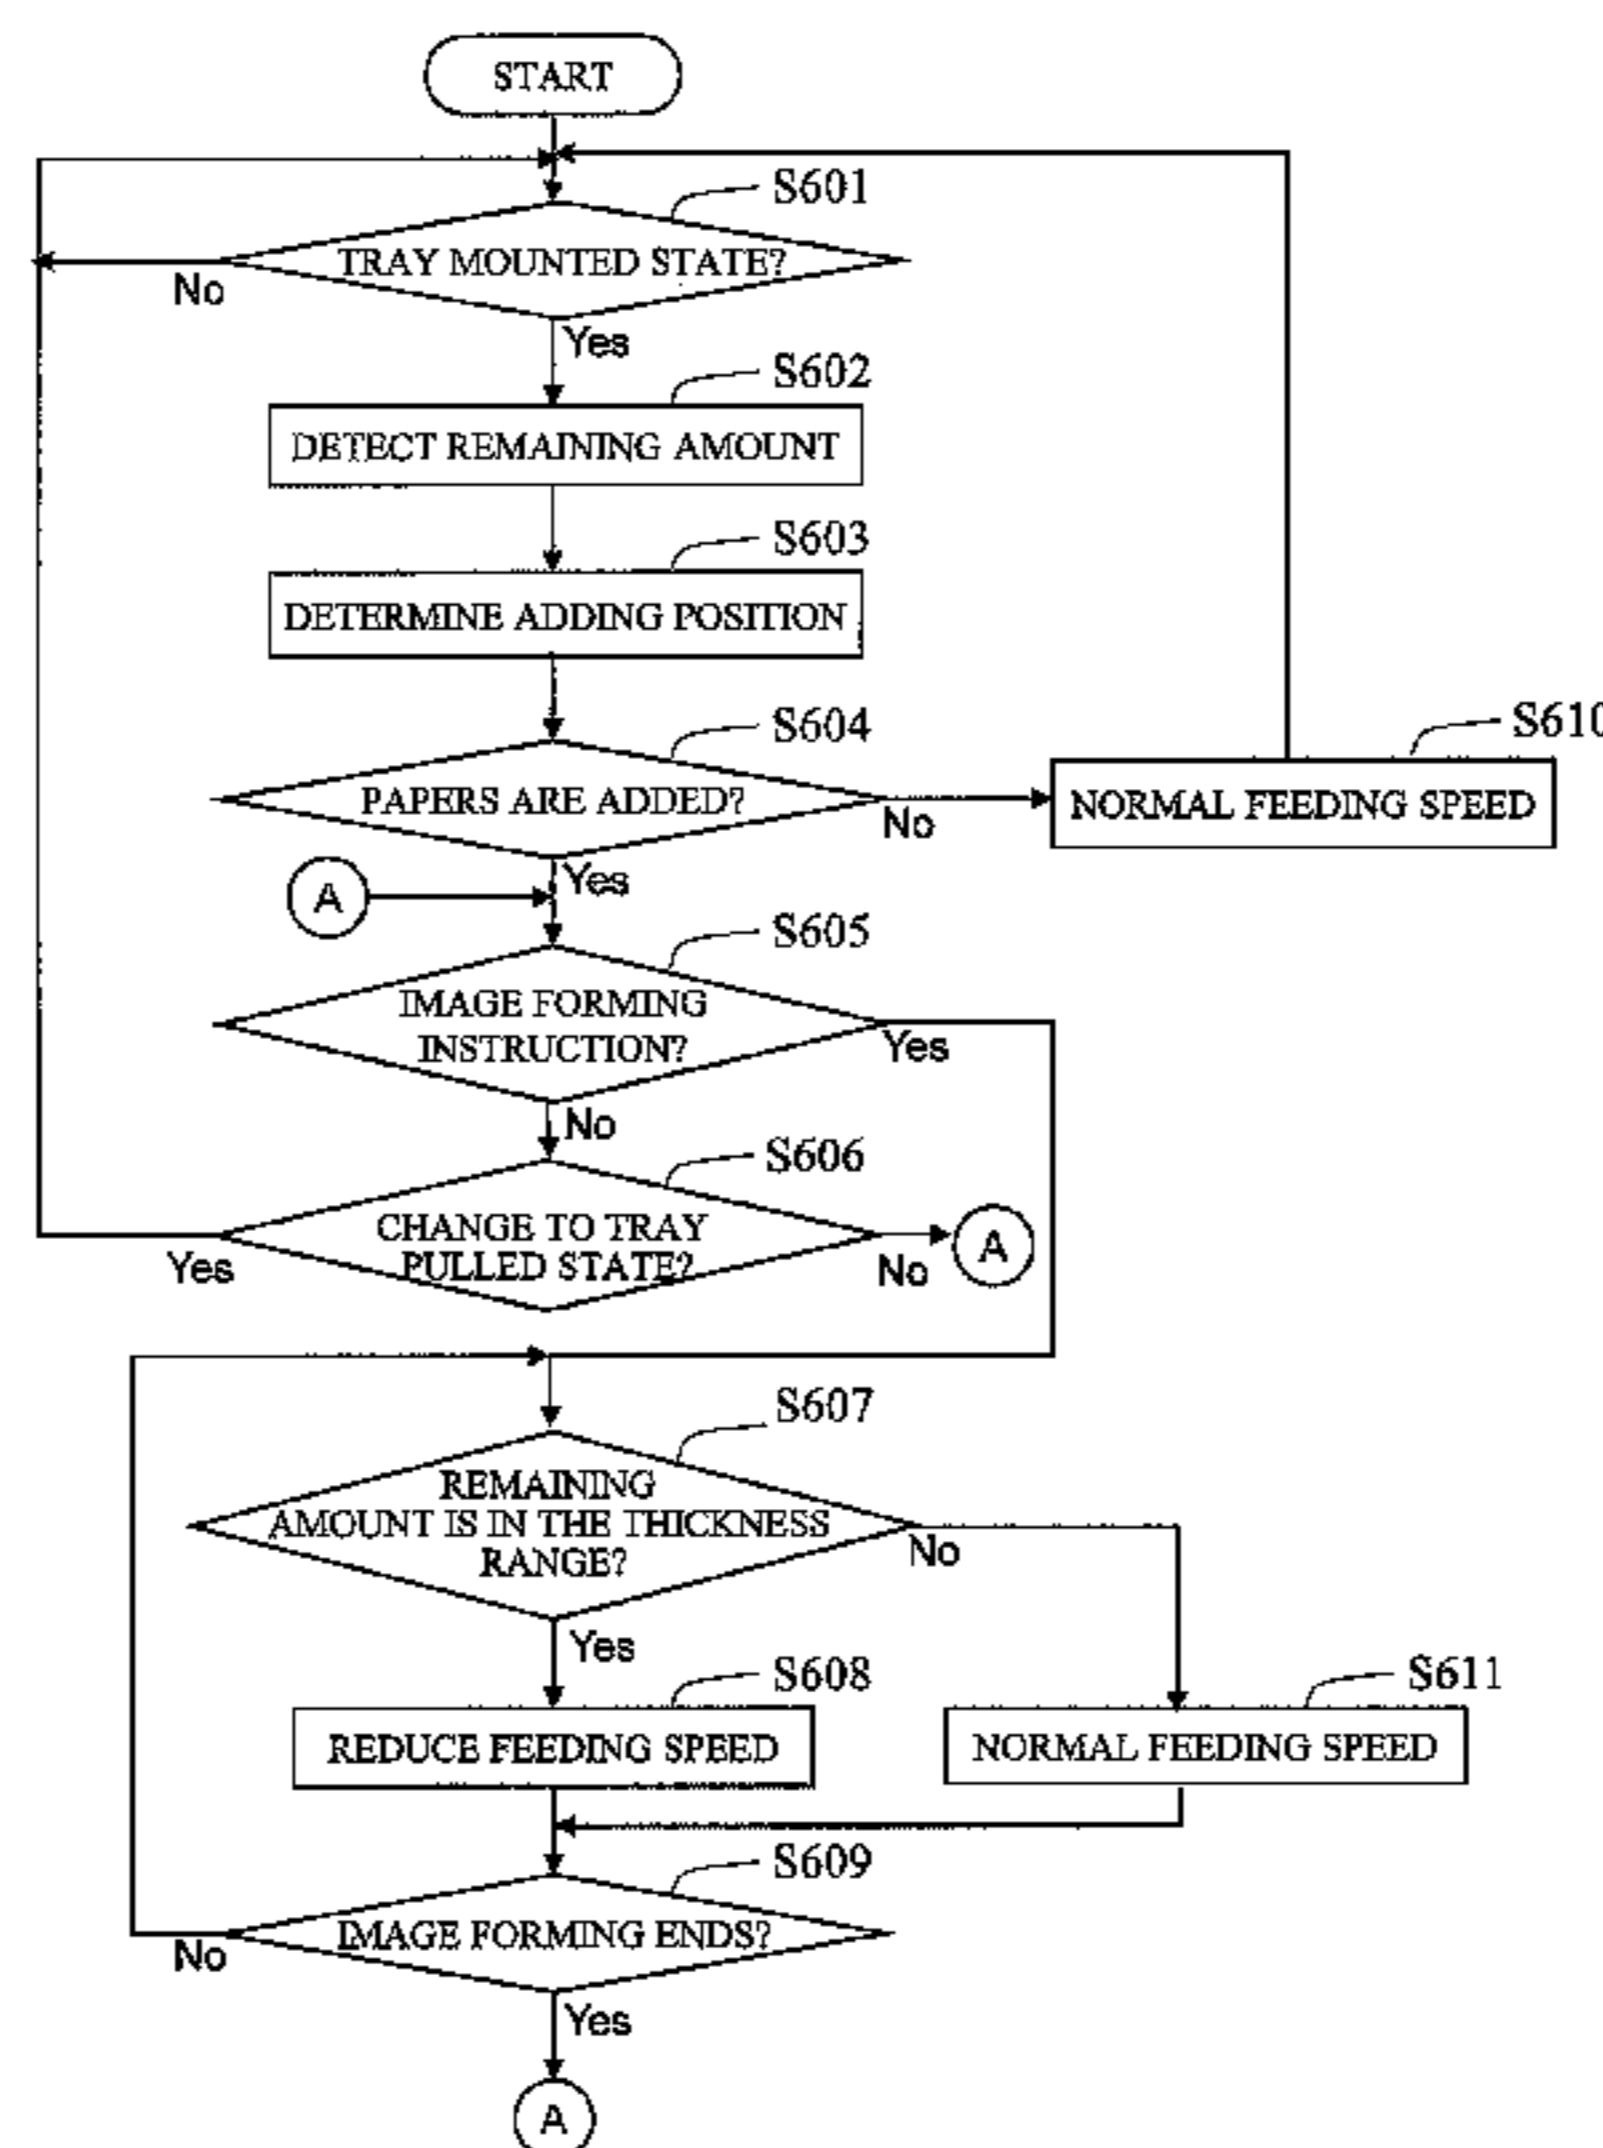 START
S601
TRAY MOUNTED STATE?
No
Yes
S602
DETECT REMAINING AMOUNT
S603
DETERMINE ADDING POSITION
S604
S610
PAPERS ARE ADDED?
NORMAL FEEDING SPEED
No
Yes
A
S605
IMAGE FORMING
INSTRUCTION?
Yes
No
S606
CHANGE TO TRAY
PULLED STATE?
Yes
No
A
S607
REMAINING
AMOUNT IS IN THE THICKNESS
RANGE?
No
Yes
S608
S611
REDUCE FEEDING SPEED
NORMAL FEEDING SPEED
S609
IMAGE FORMING ENDS?
No
Yes
A